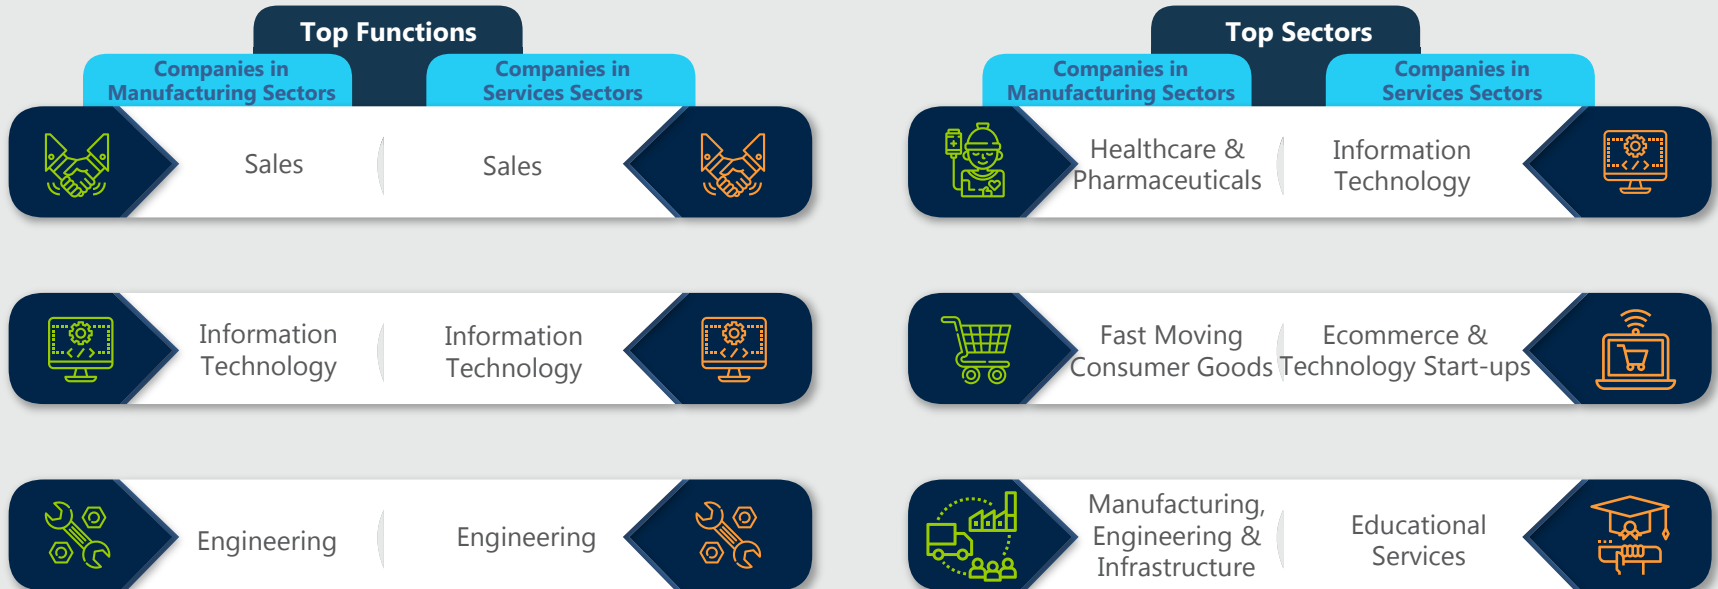 Top Functions
Companies in
Manufacturing Sectors
Companies in
Services Sectors
Sales
Sales
Information
Technology
Information
Technology
Engineering
Engineering
Top Sectors
Companies in
Manufacturing Sectors
Companies in
Services Sectors
Healthcare &
Pharmaceuticals
Information
Technology
Fast Moving
Consumer Goods
Ecommerce &
Technology Start-ups
Manufacturing,
Engineering &
Infrastructure
Educational
Services